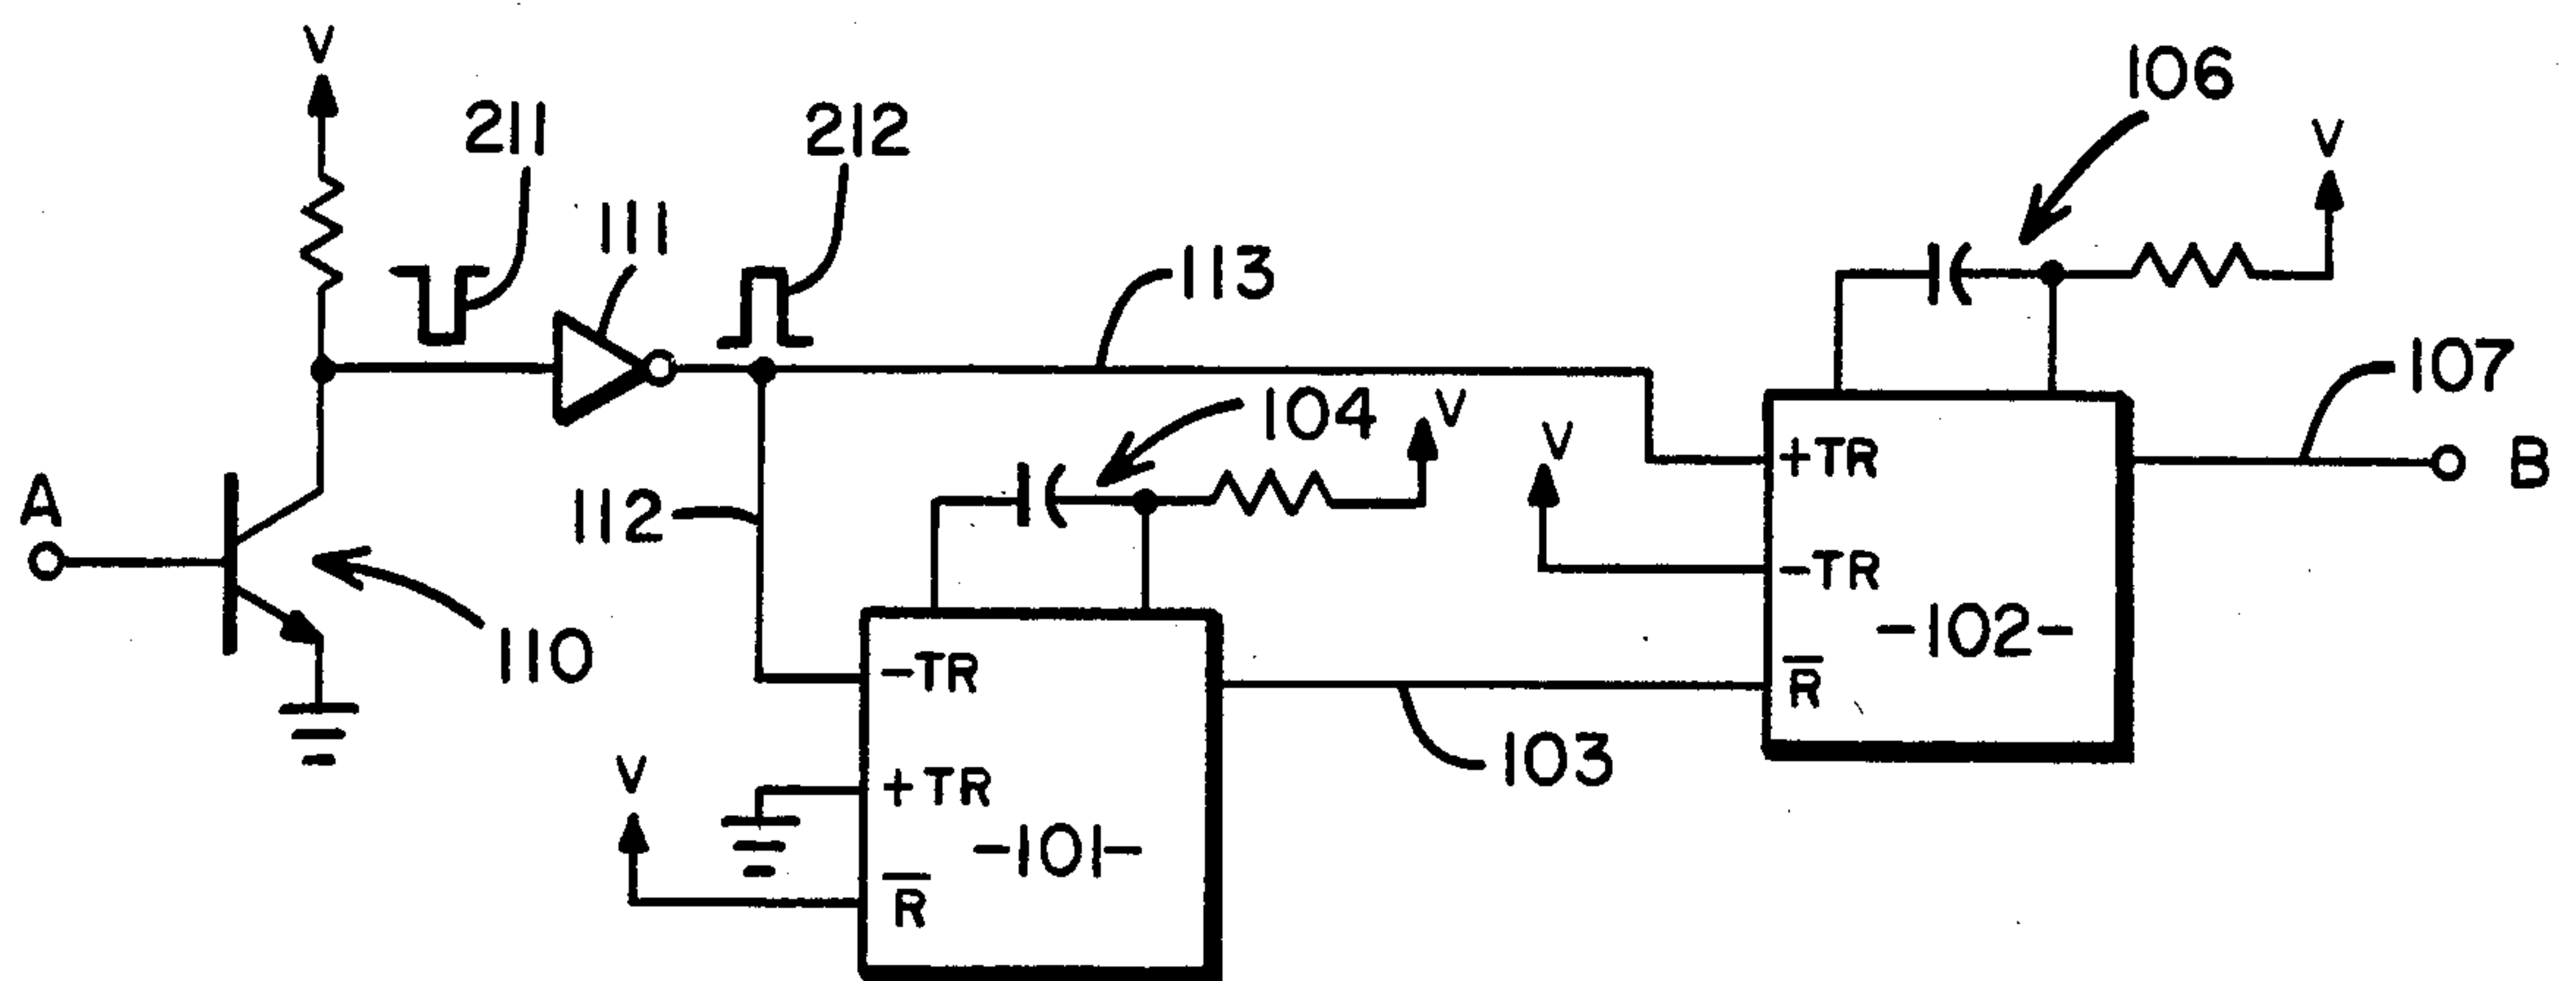 V
106
211
212
V
111
113
107
104
V
V
+TR
B
A
112
-TR
110
-102-
-TR
R̅
103
V
+TR
-101-
R̅